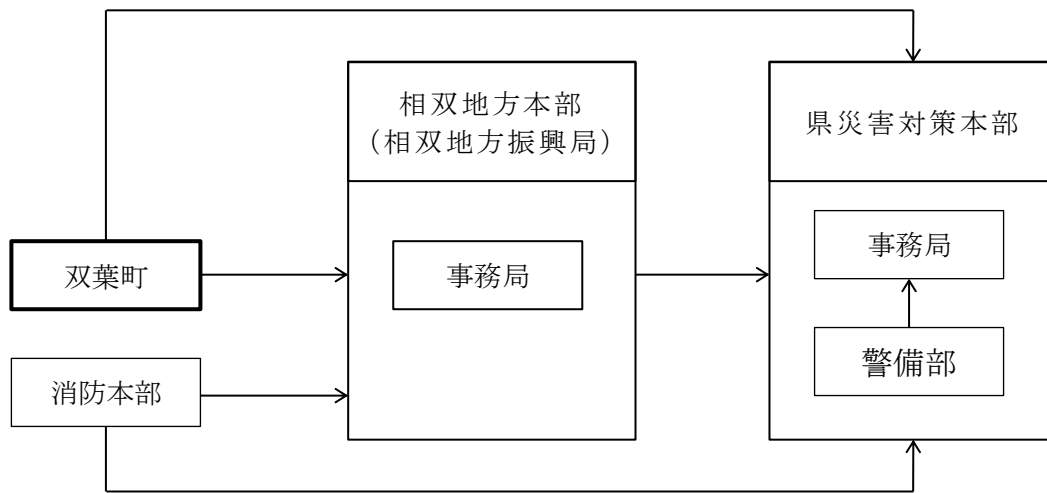 相双地方本部
（相双地方振興局）
県災害対策本部
双葉町
事務局
事務局
消防本部
警備部